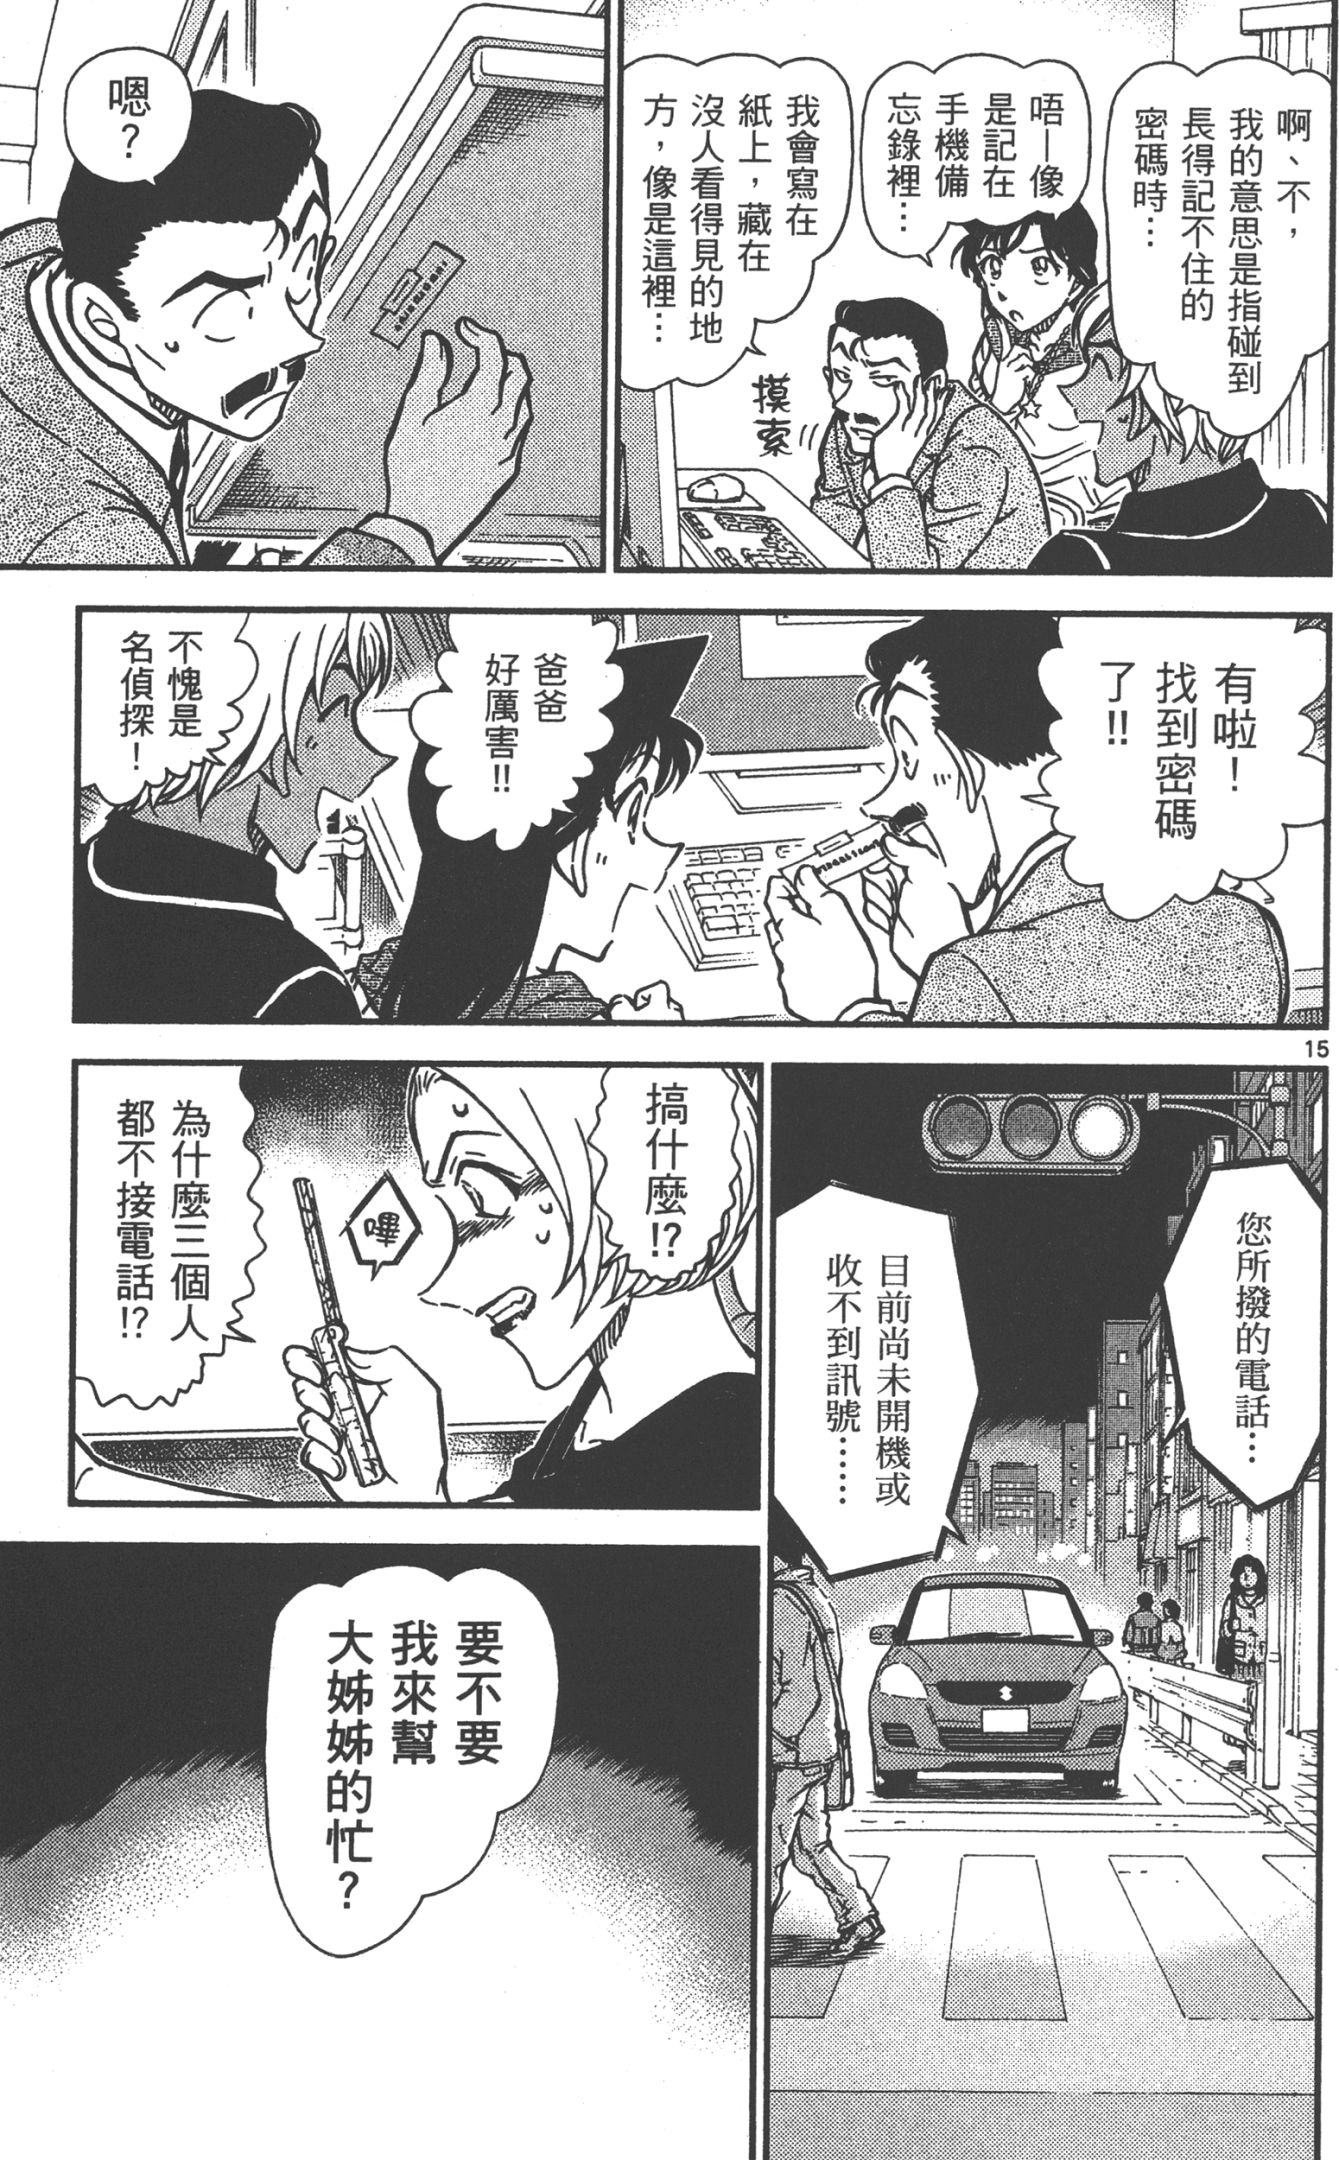 啊、不，
我的意思是指碰到
長得記不住的
密碼時…
唔—像
是記在
手機備
忘錄裡…
我會寫在
紙上，藏在
沒人看得見的地
方，像是這裡…
摸索
嗯？
有啦！
找到密碼
了!!
爸爸
好厲害!!
不愧是
名偵探！
15
您所撥的電話…
目前尚未開機或
收不到訊號……
搞什麼!?
嗶
為什麼三個人
都不接電話!?
要不要
我來幫
大姊姊的忙？